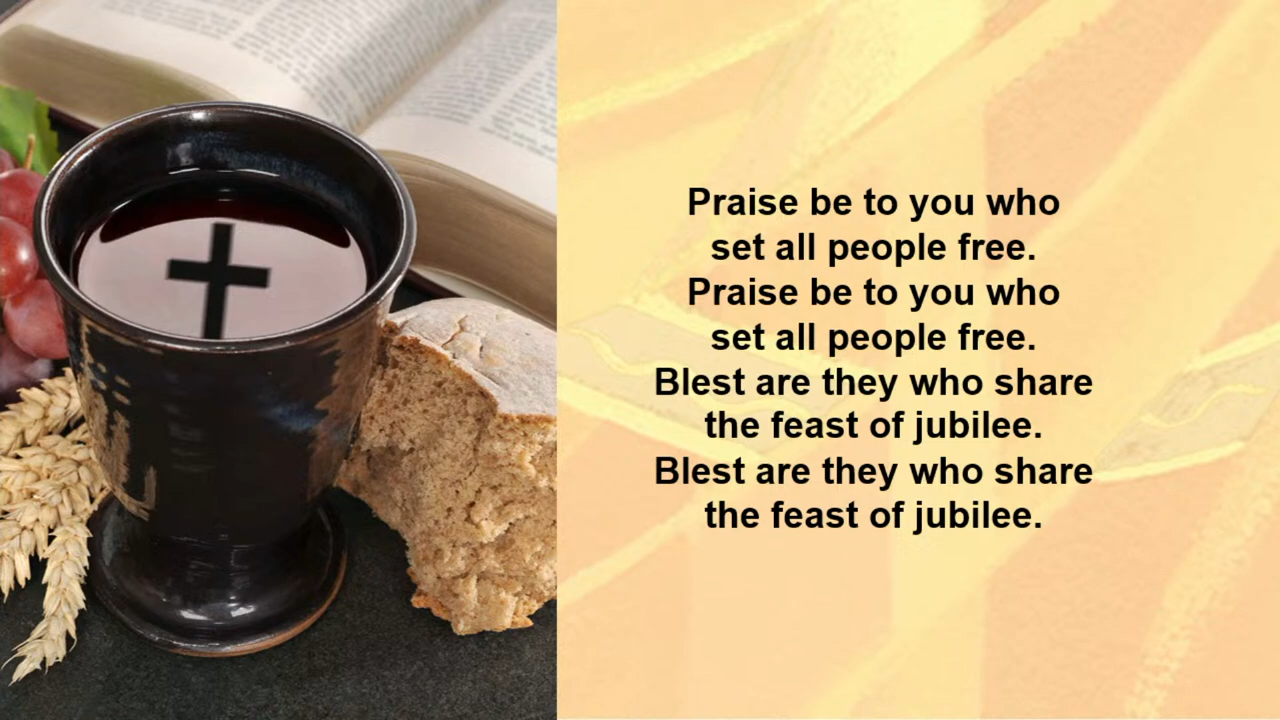 Praise be to you who
set all people free.
Praise be to you who
set all people free.
Blest are they who share
the feast of jubilee.
Blest are they who share
the feast of jubilee.